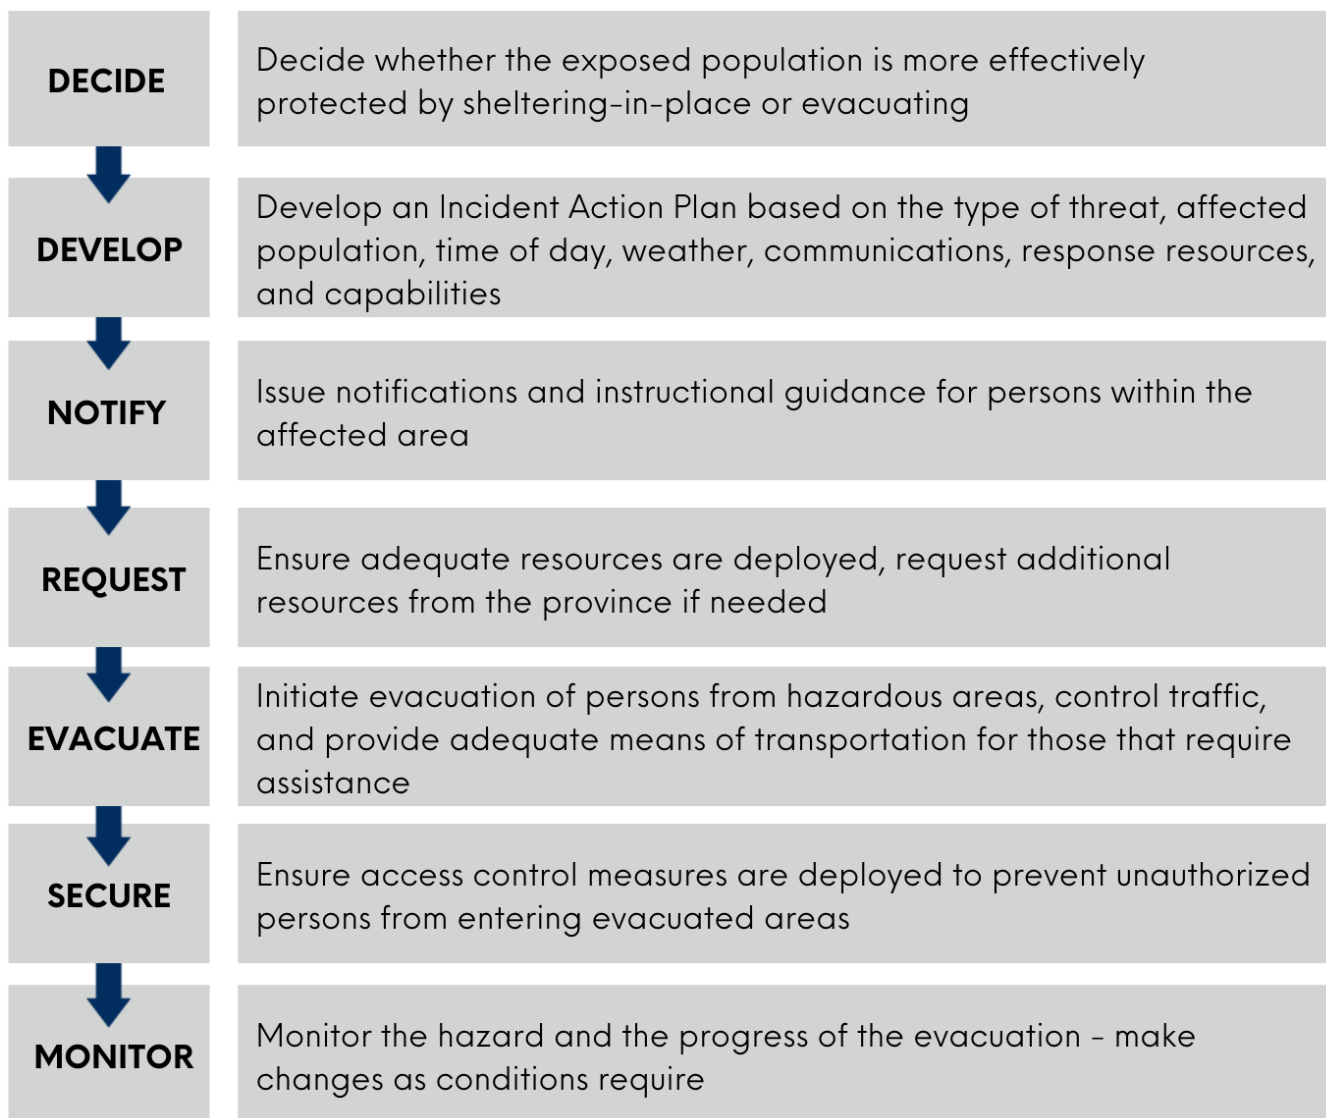 DECIDE
Decide whether the exposed population is more effectively
protected by sheltering-in-place or evacuating
DEVELOP
Develop an Incident Action Plan based on the type of threat, affected
population, time of day, weather, communications, response resources,
and capabilities
NOTIFY
Issue notifications and instructional guidance for persons within the
affected area
REQUEST
Ensure adequate resources are deployed, request additional
resources from the province if needed
EVACUATE
Initiate evacuation of persons from hazardous areas, control traffic,
and provide adequate means of transportation for those that require
assistance
SECURE
Ensure access control measures are deployed to prevent unauthorized
persons from entering evacuated areas
MONITOR
Monitor the hazard and the progress of the evacuation - make
changes as conditions require